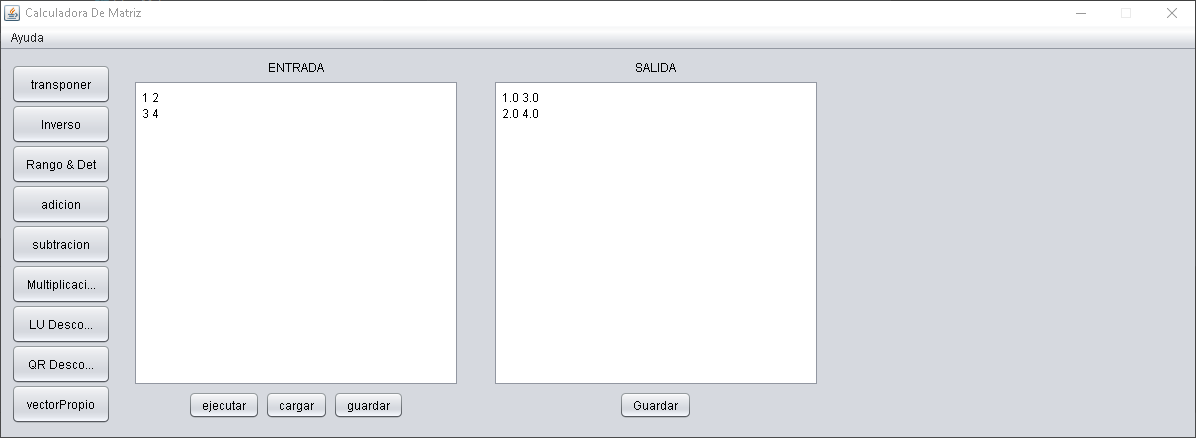 Calculadora De Matriz
Ayuda
ENTRADA
SALIDA
transponer
Inverso
Rango & Det
adicion
subtracion
Multiplicaci...
LU Desco...
QR Desco...
vectorPropio
1 2
3 4
1.0 3.0
2.0 4.0
ejecutar
cargar
guardar
Guardar